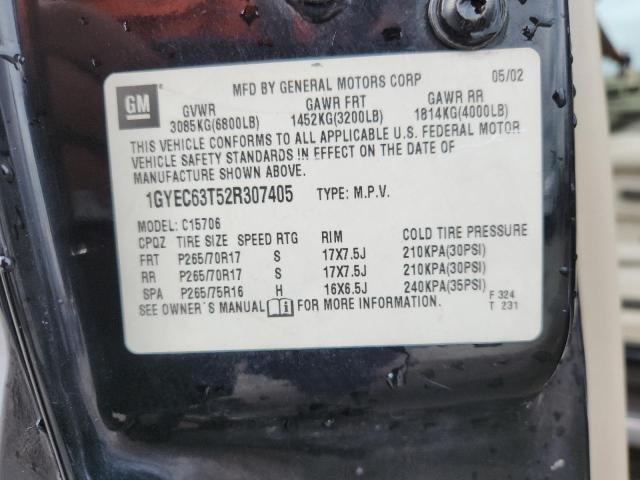 GM
MFD BY GENERAL MOTORS CORP 05/02
GVWR GAWR FRT GAWR RR
3085KG(6800LB) 1452KG(3200LB) 1814KG(4000LB)
THIS VEHICLE CONFORMS TO ALL APPLICABLE U.S. FEDERAL MOTOR
VEHICLE SAFETY STANDARDS IN EFFECT ON THE DATE OF
MANUFACTURE SHOWN ABOVE.
1GYEC63T52R307405 TYPE: M.P.V.
MODEL: C15706
CPQZ TIRE SIZE SPEED RTG RIM COLD TIRE PRESSURE
FRT P265/70R17 S 17X7.5J 210KPA(30PSI)
RR P265/70R17 S 17X7.5J 210KPA(30PSI)
SPA P265/75R16 H 16X6.5J 240KPA(35PSI)
SEE OWNER'S MANUAL FOR MORE INFORMATION.
F 324
T 231